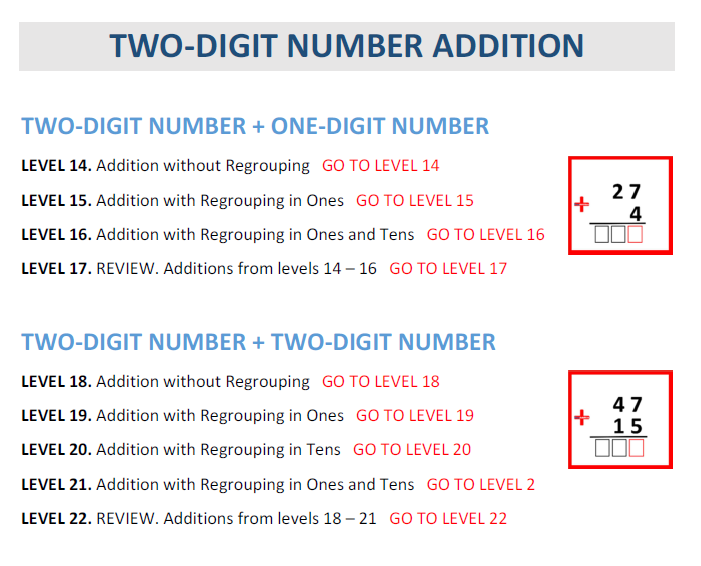 TWO-DIGIT NUMBER ADDITION
TWO-DIGIT NUMBER + ONE-DIGIT NUMBER
LEVEL 14. Addition without Regrouping GO TO LEVEL 14
LEVEL 15. Addition with Regrouping in Ones GO TO LEVEL 15
LEVEL 16. Addition with Regrouping in Ones and Tens GO TO LEVEL 16
LEVEL 17. REVIEW. Additions from levels 14 – 16 GO TO LEVEL 17
27
+ 4
TWO-DIGIT NUMBER + TWO-DIGIT NUMBER
LEVEL 18. Addition without Regrouping GO TO LEVEL 18
LEVEL 19. Addition with Regrouping in Ones GO TO LEVEL 19
LEVEL 20. Addition with Regrouping in Tens GO TO LEVEL 20
LEVEL 21. Addition with Regrouping in Ones and Tens GO TO LEVEL 2
LEVEL 22. REVIEW. Additions from levels 18 – 21 GO TO LEVEL 22
47
+ 15